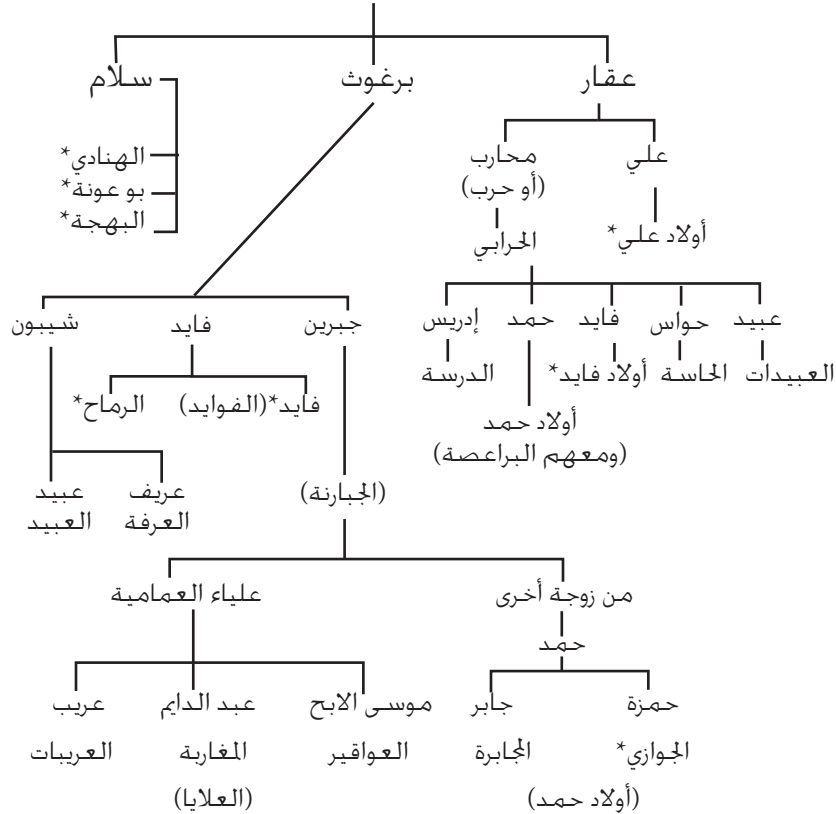 عقار
برغوث
سلام
علي
محارب
(أو حرب)
الهنادي*
بو عونة*
البهجة*
أولاد علي*
الحرابي
عبيد
حواس
فايد
حمد
إدريس
جبرين
فايد
شيبون
العبيدات
الحاسة
أولاد فايد*
الدرسة
فايد*(الفوايد)
الرماح*
أولاد حمد
(ومعهم البراعصة)
(الجبارنة)
عريف
عبيد
العرفة
العبيد
من زوجة أخرى
علياء العمامية
حمد
حمزة
جابر
موسى الابح
عبد الدايم
عريب
الجوازي*
المجابرة
العواقير
المغاربة
العريبات
(أولاد حمد)
(العلايا)